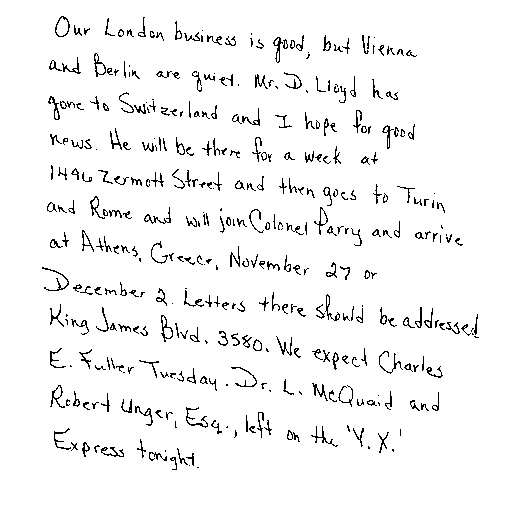 Our London business is good, but Vienna
and Berlin are quiet. Mr. D. Lloyd has
gone to Switzerland and I hope for good
news. He will be there for a week at
1496 Zermott Street and then goes to Turin
and Rome and will join Colonel Parry and arrive
at Athens, Greece, November 27 or
December 2. Letters there should be addressed
King James Blvd. 3580. We expect Charles
E. Fuller Tuesday. Dr. L. McQuaid and
Robert Unger, Esq., left on the 'Y. X.'
Express tonight.